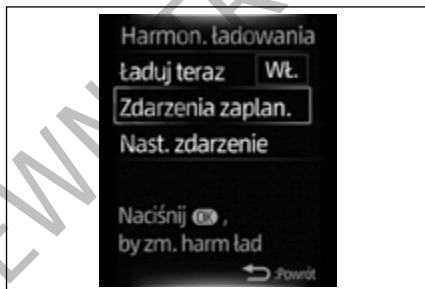 Harmon. ładowania
Ładuj teraz WŁ.
Zdarzenia zaplan.
Nast. zdarzenie
Naciśnij OK ,
by zm. harm ład
:Powrót